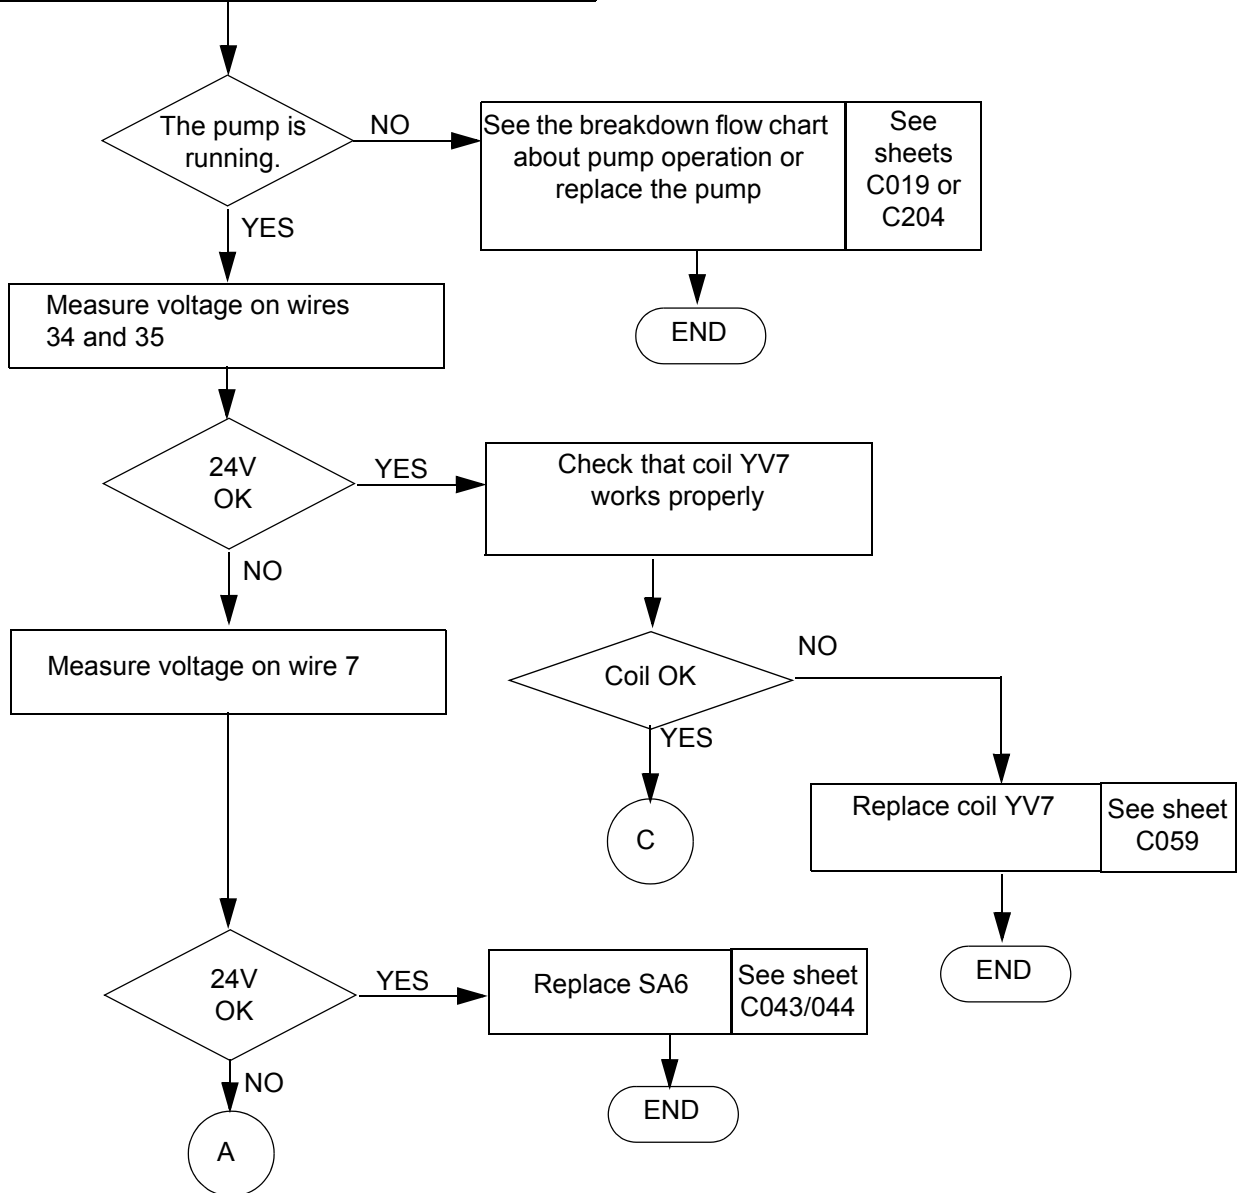 The pump is
running.
NO
See the breakdown flow chart
about pump operation or
replace the pump
See
sheets
C019 or
C204
YES
Measure voltage on wires
34 and 35
END
24V
OK
YES
Check that coil YV7
works properly
NO
Measure voltage on wire 7
Coil OK
NO
YES
C
Replace coil YV7
See sheet
C059
END
24V
OK
YES
Replace SA6
See sheet
C043/044
NO
END
A